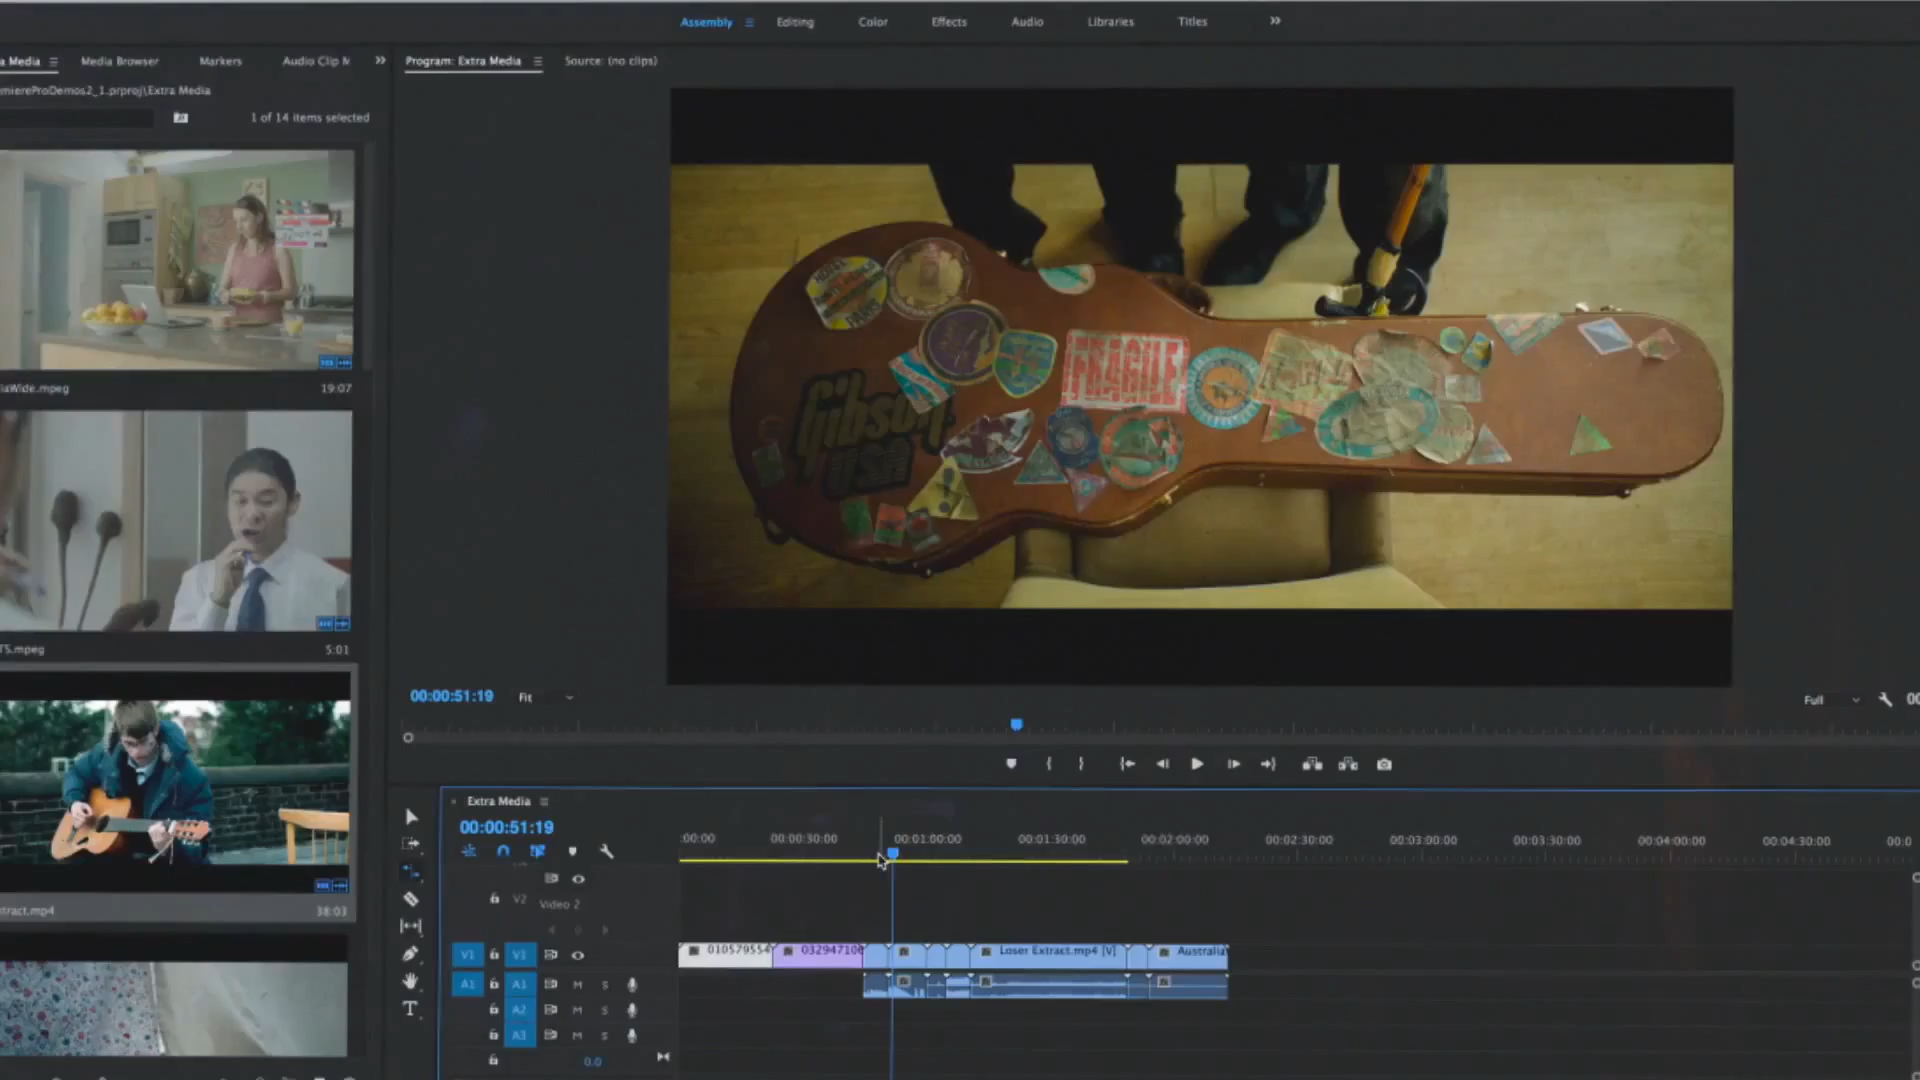 Assembly Editing Color Effects Audio Libraries Titles
a Media Media Browser Markers Audio Clip M
Program: Extra Media Source: (no clips)
miereProDemos2_1.prproj\Extra Media
1 of 14 items selected
iaWide.mpeg 19:07
TS.mpeg 5:01
tract.mp4 38:03
PARIS
FRAGILE
Gibson
USA
00:00:51:19 Fit Full 00
Extra Media
00:00:51:19
:00:00 00:00:30:00 00:01:00:00 00:01:30:00 00:02:00:00 00:02:30:00 00:03:00:00 00:03:30:00 00:04:00:00 00:04:30:00 00:0
V2 Video 2
V1 V1 010579554 032947106 Loser Extract.mp4 [V] Australia
A1 A1 M S
A2 M S
A3 M S
0.0